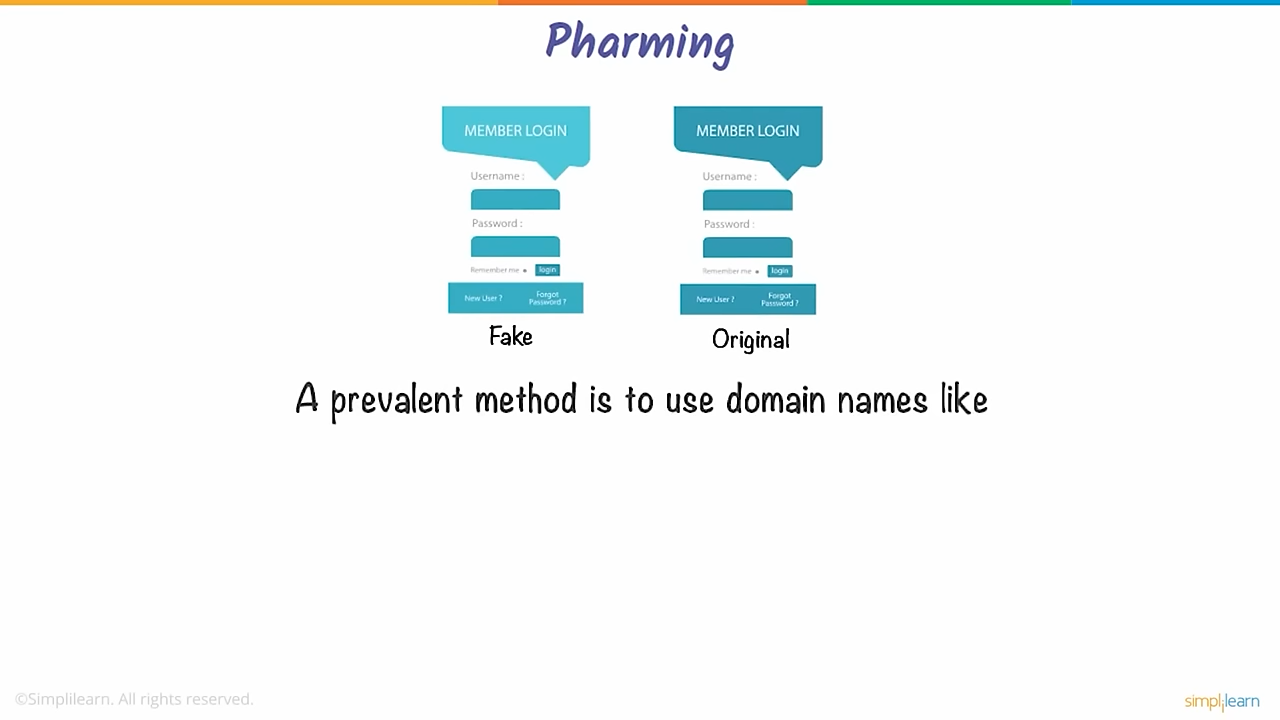 Pharming
MEMBER LOGIN
Username :
Password :
Remember me
login
New User ?
Forgot
Password ?
Fake
MEMBER LOGIN
Username :
Password :
Remember me
login
New User ?
Forgot
Password ?
Original
A prevalent method is to use domain names like
©Simplilearn. All rights reserved.
simplilearn